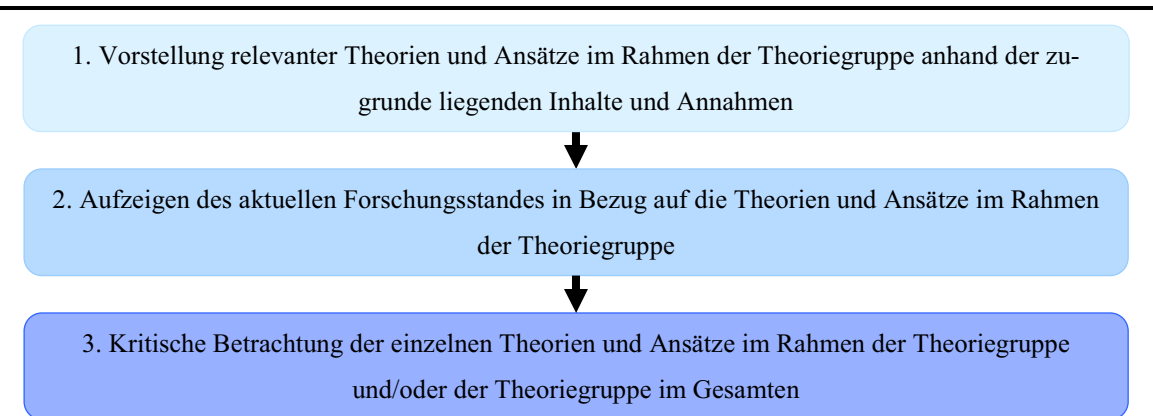 1. Vorstellung relevanter Theorien und Ansätze im Rahmen der Theoriegruppe anhand der zu-
grunde liegenden Inhalte und Annahmen
2. Aufzeigen des aktuellen Forschungsstandes in Bezug auf die Theorien und Ansätze im Rahmen
der Theoriegruppe
3. Kritische Betrachtung der einzelnen Theorien und Ansätze im Rahmen der Theoriegruppe
und/oder der Theoriegruppe im Gesamten